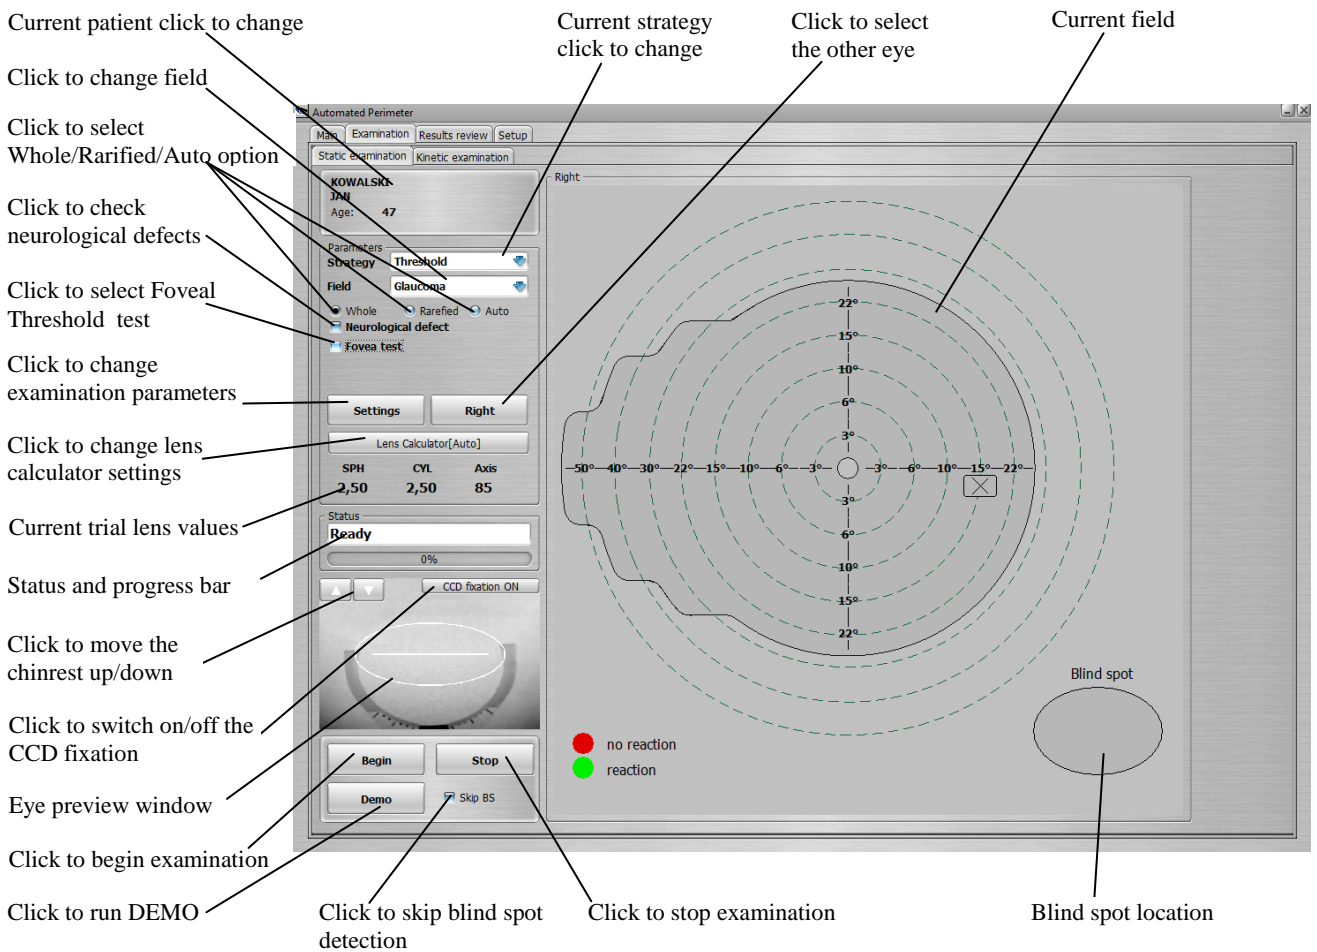 Current patient click to change
Current strategy
click to change
Click to select
the other eye
Current field
Click to change field
Click to select
Whole/Rarified/Auto option
Click to check
neurological defects
Click to select Foveal
Threshold test
Click to change
examination parameters
Click to change lens
calculator settings
Current trial lens values
Status and progress bar
Click to move the
chinrest up/down
Click to switch on/off the
CCD fixation
Eye preview window
Click to begin examination
Click to run DEMO
Click to skip blind spot
detection
Click to stop examination
Blind spot location
Automated Perimeter
Main Examination Results review Setup
Static examination Kinetic examination
KOWALSKI
JAN
Age: 47
Parameters
Strategy Threshold
Field Glaucoma
Whole Rarefied Auto
Neurological defect
Fovea test
Settings Right
Lens Calculator[Auto]
SPH CYL Axis
2,50 2,50 85
Status
Ready
0%
CCD fixation ON
Begin Stop
Demo Skip BS
Right
22°
15°
10°
6°
3°
50° 40° 30° 22° 15° 10° 6° 3° 3° 6° 10° 15° 22°
3°
6°
10°
15°
22°
Blind spot
no reaction
reaction